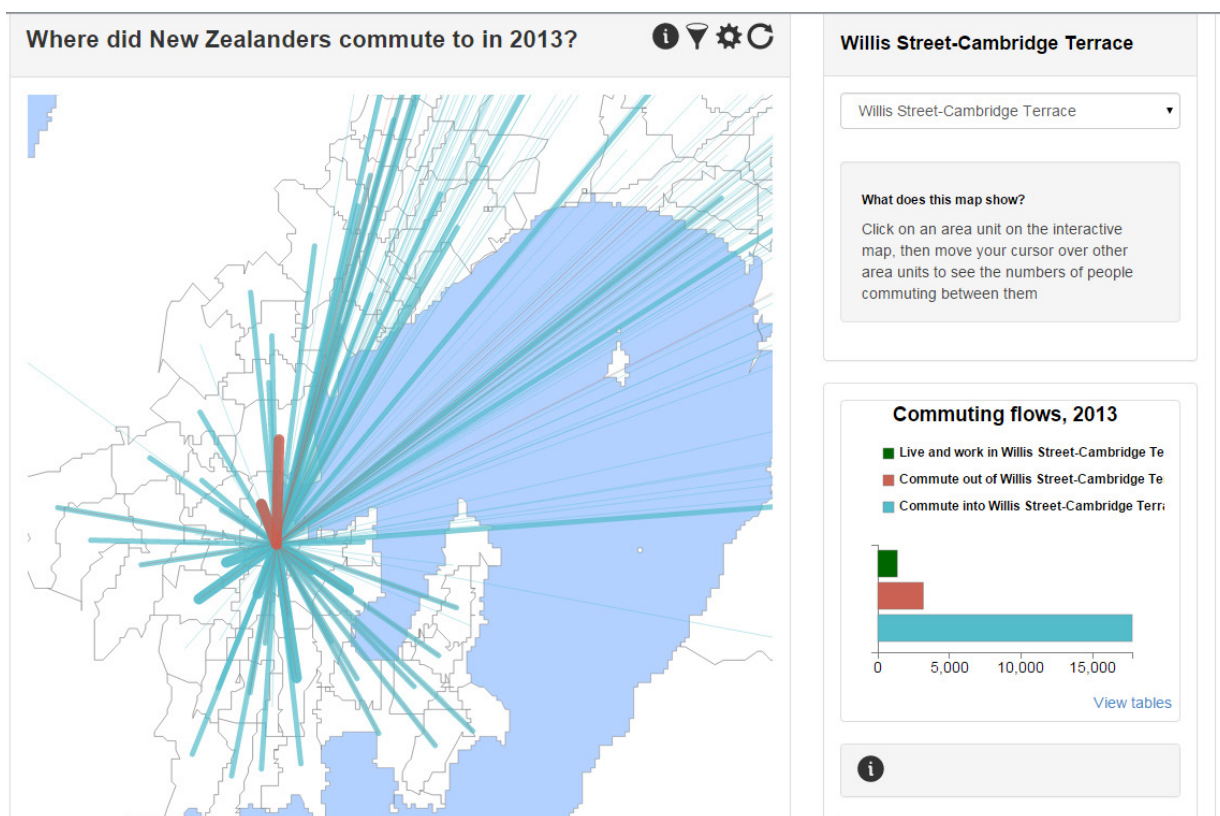 Where did New Zealanders commute to in 2013?
Willis Street-Cambridge Terrace
Willis Street-Cambridge Terrace
What does this map show?
Click on an area unit on the interactive
map, then move your cursor over other
area units to see the numbers of people
commuting between them
Commuting flows, 2013
Live and work in Willis Street-Cambridge Te
Commute out of Willis Street-Cambridge Te
Commute into Willis Street-Cambridge Terra
0 5,000 10,000 15,000
View tables